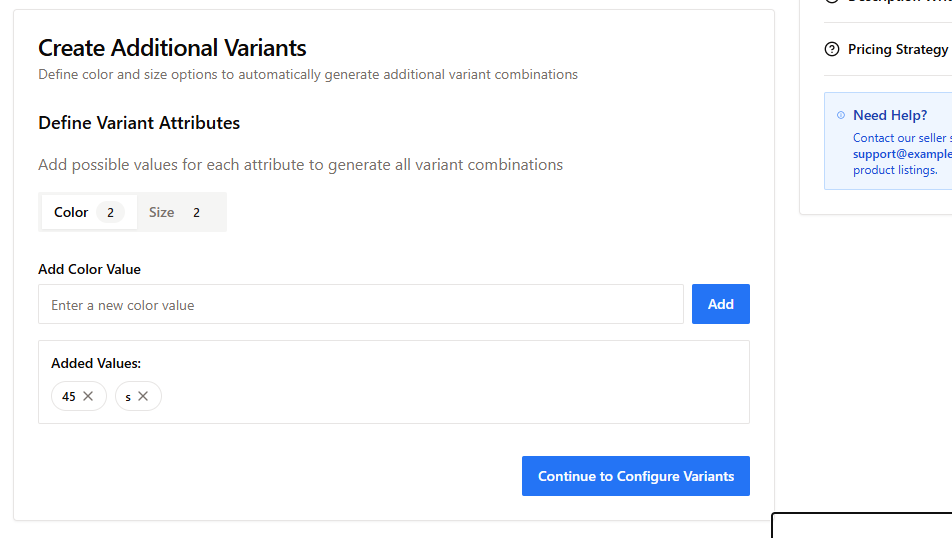 Create Additional Variants
Define color and size options to automatically generate additional variant combinations
Define Variant Attributes
Add possible values for each attribute to generate all variant combinations
Color 2 Size 2
Add Color Value
Enter a new color value
Add
Added Values:
45 s
Continue to Configure Variants
Description
Pricing Strategy
Need Help?
Contact our seller
support@example
product listings.